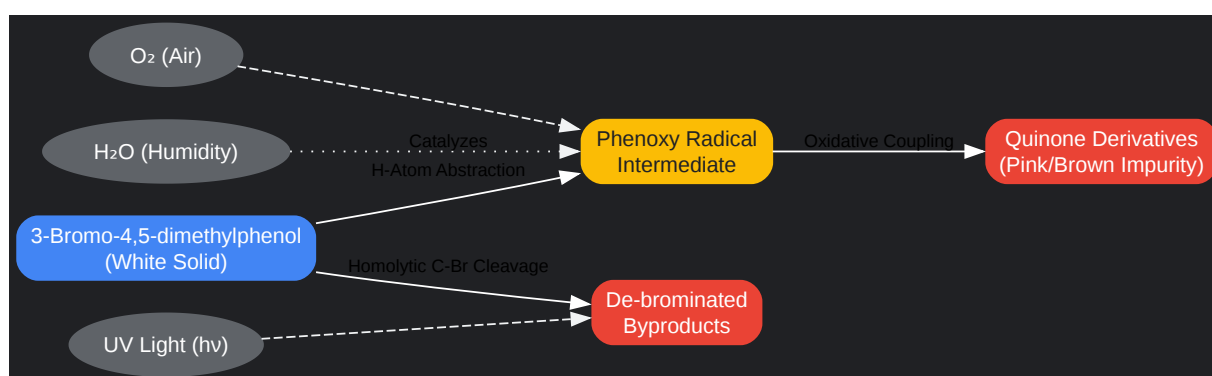 O₂ (Air)
H₂O (Humidity)
Catalyzes
H-Atom Abstraction
3-Bromo-4,5-dimethylphenol
(White Solid)
Homolytic C-Br Cleavage
UV Light (hν)
Phenoxy Radical
Intermediate
Oxidative Coupling
Quinone Derivatives
(Pink/Brown Impurity)
De-brominated
Byproducts